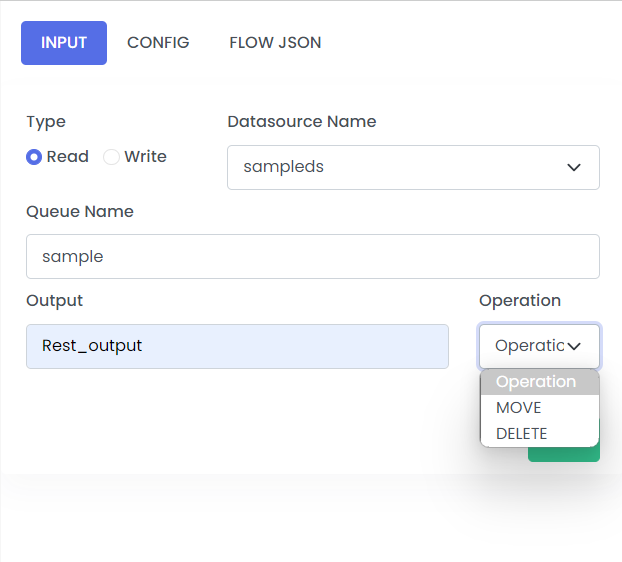 INPUT CONFIG FLOW JSON
Type
Datasource Name
Read Write
sampleds
Queue Name
sample
Output
Operation
Rest_output
Operatic
Operation
MOVE
DELETE